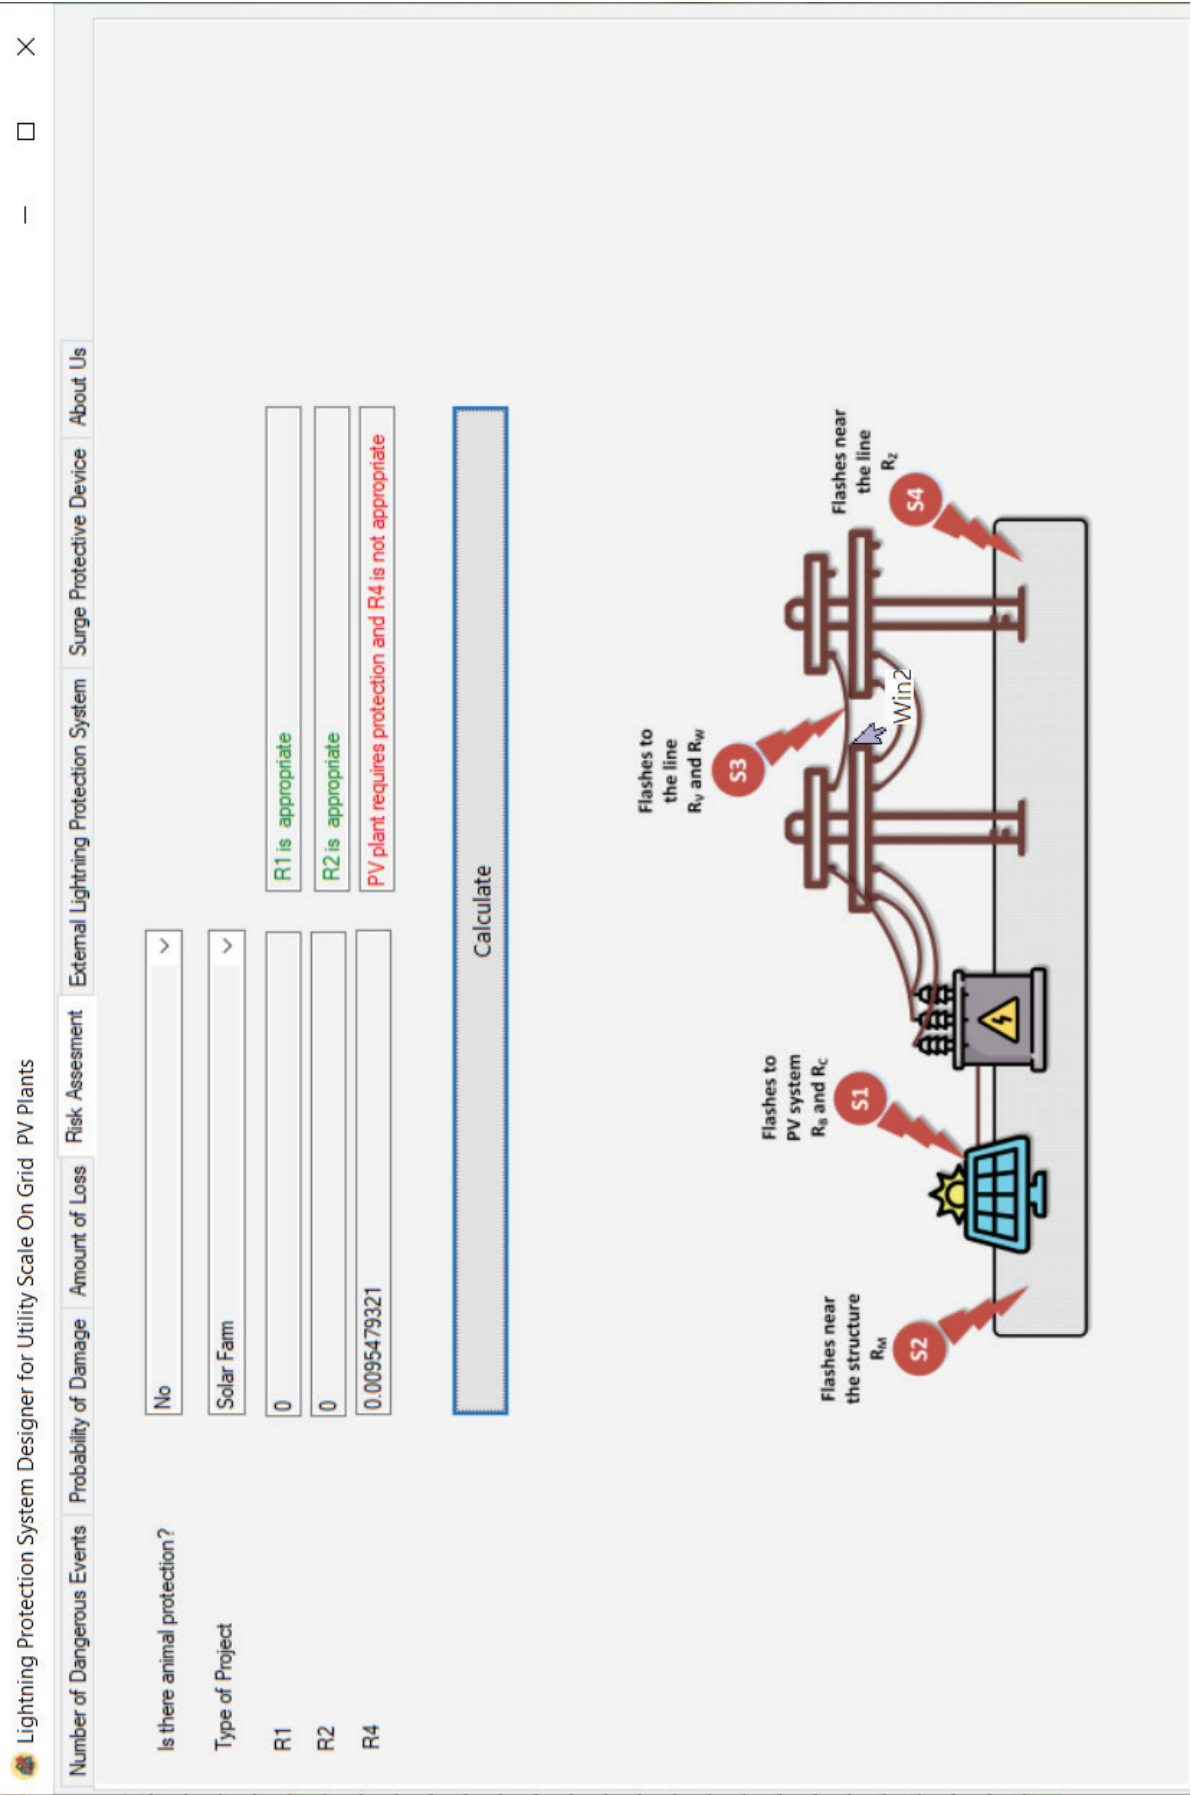 Lightning Protection System Designer for Utility Scale On Grid PV Plants
Number of Dangerous Events
Probability of Damage
Amount of Loss
Risk Assesment
External Lightning Protection System
Surge Protective Device
About Us
Is there animal protection?
No
Type of Project
Solar Farm
R1
0
R1 is appropriate
R2
0
R2 is appropriate
R4
0.0095479321
PV plant requires protection and R4 is not appropriate
Calculate
Flashes near
the structure
RM
S2
Flashes to
PV system
RB and RC
S1
Flashes to
the line
RV and RW
S3
Win2
Flashes near
the line
RZ
S4